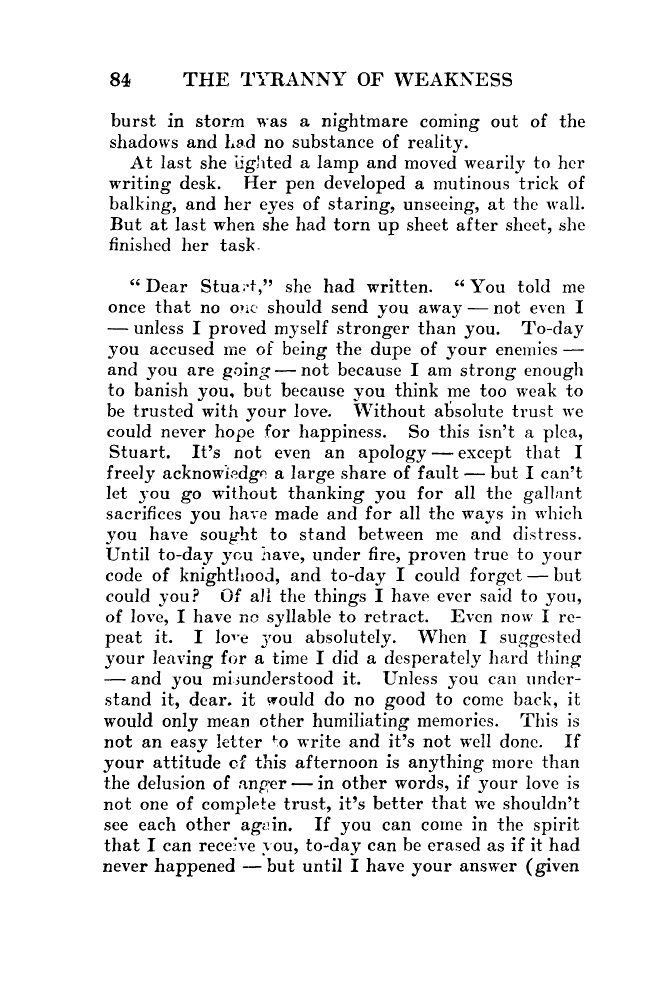 84 THE TYRANNY OF WEAKNESS
burst in storm was a nightmare coming out of the
shadows and had no substance of reality.
At last she lighted a lamp and moved wearily to her
writing desk. Her pen developed a mutinous trick of
balking, and her eyes of staring, unseeing, at the wall.
But at last when she had torn up sheet after sheet, she
finished her task.
“Dear Stuart,” she had written. “You told me
once that no one should send you away — not even I
— unless I proved myself stronger than you. To-day
you accused me of being the dupe of your enemies —
and you are going — not because I am strong enough
to banish you, but because you think me too weak to
be trusted with your love. Without absolute trust we
could never hope for happiness. So this isn't a plea,
Stuart. It's not even an apology — except that I
freely acknowledge a large share of fault — but I can't
let you go without thanking you for all the gallant
sacrifices you have made and for all the ways in which
you have sought to stand between me and distress.
Until to-day you have, under fire, proven true to your
code of knighthood, and to-day I could forget — but
could you? Of all the things I have ever said to you,
of love, I have no syllable to retract. Even now I re-
peat it. I love you absolutely. When I suggested
your leaving for a time I did a desperately hard thing
— and you misunderstood it. Unless you can under-
stand it, dear. it would do no good to come back, it
would only mean other humiliating memories. This is
not an easy letter to write and it's not well done. If
your attitude of this afternoon is anything more than
the delusion of anger — in other words, if your love is
not one of complete trust, it's better that we shouldn't
see each other again. If you can come in the spirit
that I can receive you, to-day can be erased as if it had
never happened — but until I have your answer (given